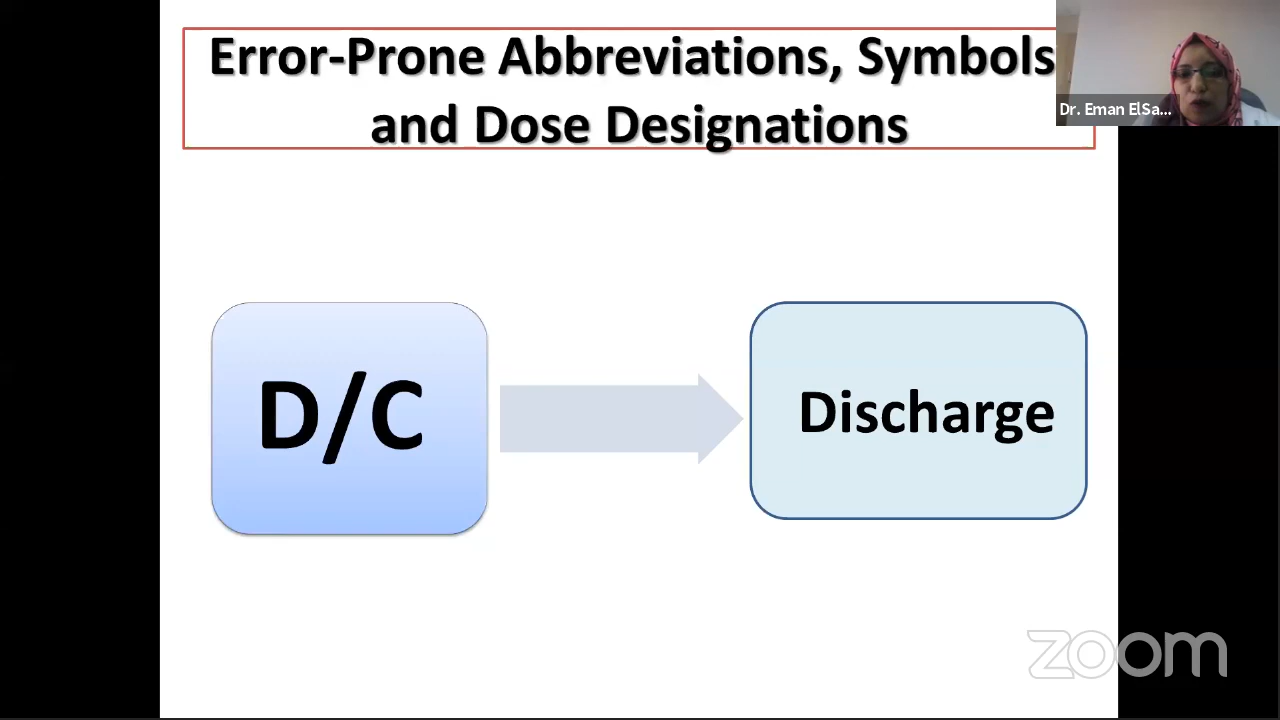 Error-Prone Abbreviations, Symbols
and Dose Designations
Dr. Eman ElSa...
D/C
Discharge
zoom